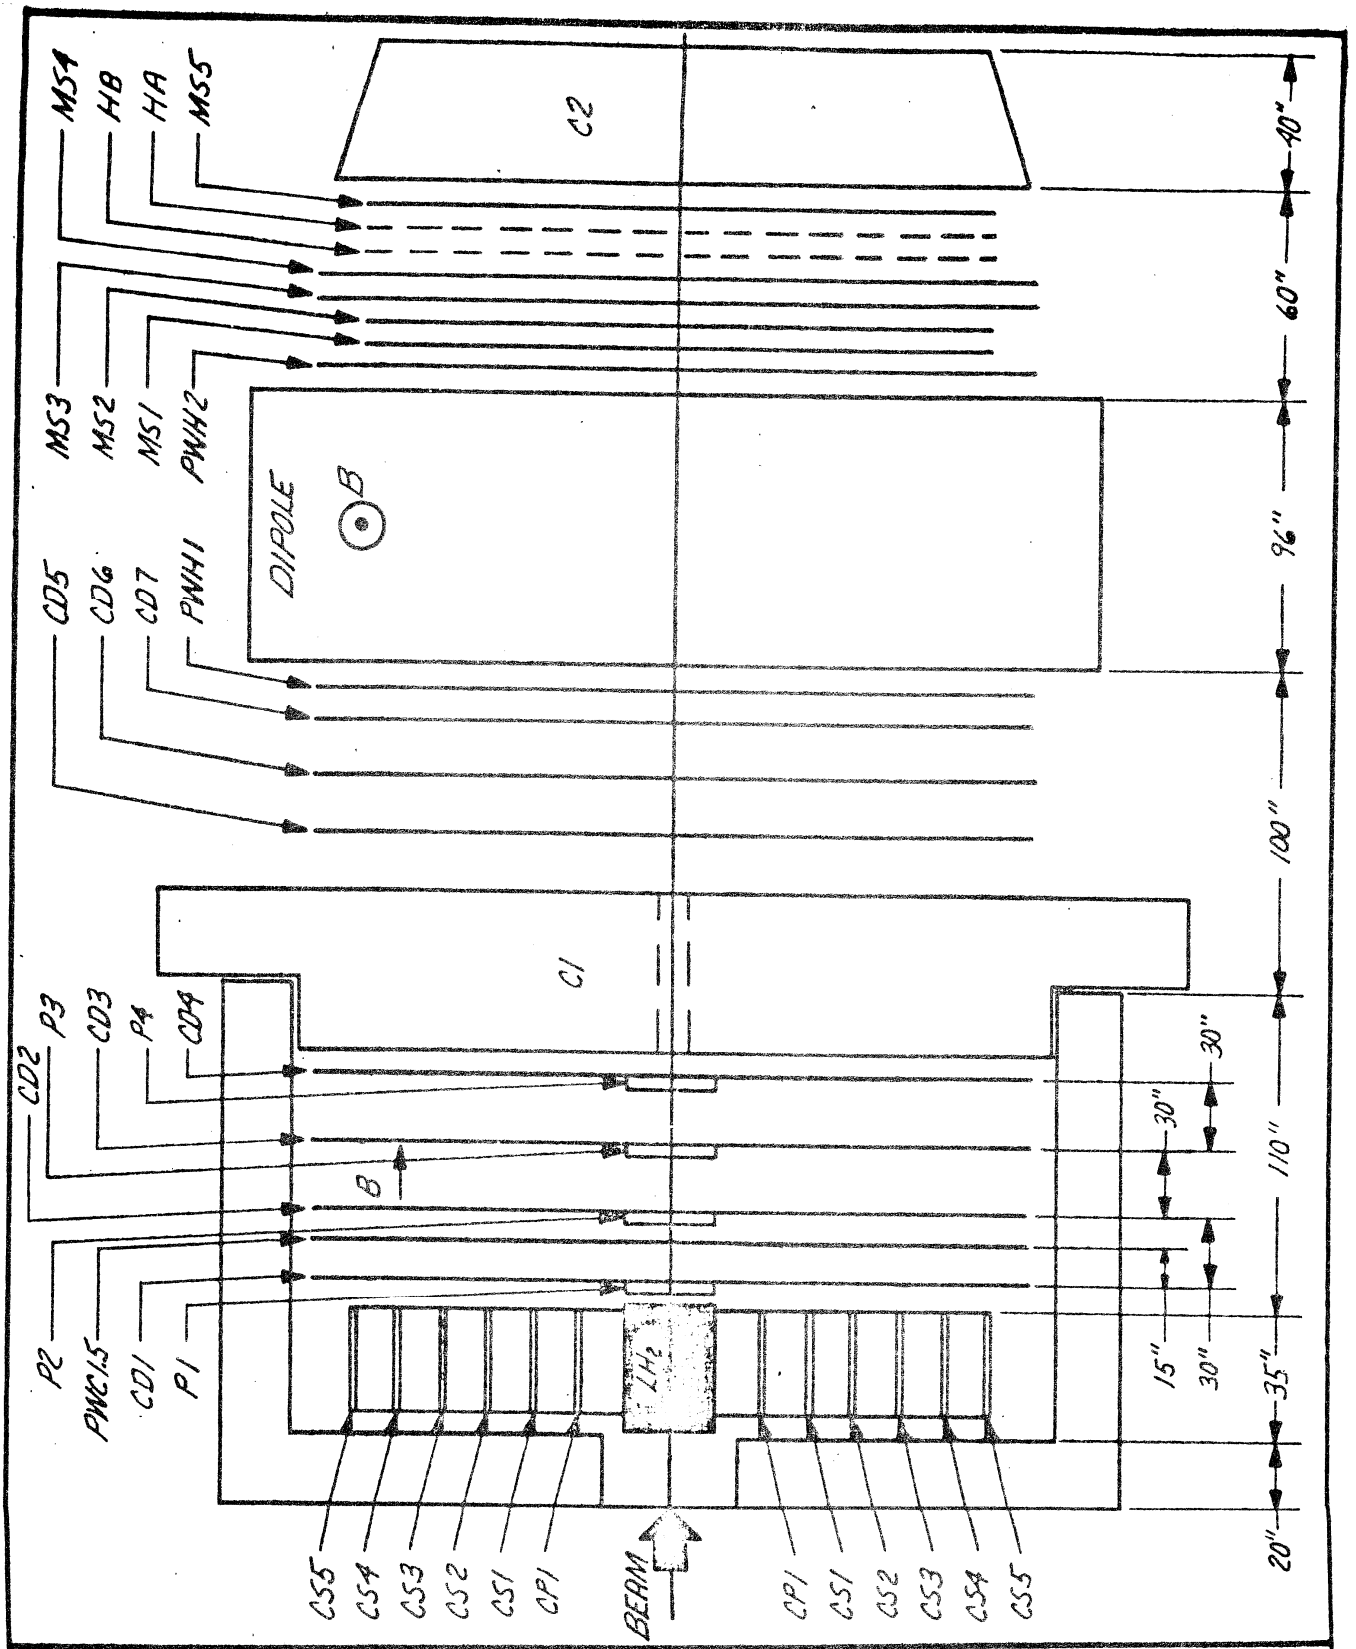 MS4
HB
HA
MS5
MS3
MS2
MS1
PWH2
CD5
CD6
CD7
PWH1
DIPOLE
B
C2
CD2
P3
CD3
P4
CD4
C1
B
P2
PWC1.5
CD1
P1
LH2
CS5
CS4
CS3
CS2
CS1
CP1
BEAM
CP1
CS1
CS2
CS3
CS4
CS5
40"
60"
96"
100"
110"
30"
30"
15"
30"
35"
20"